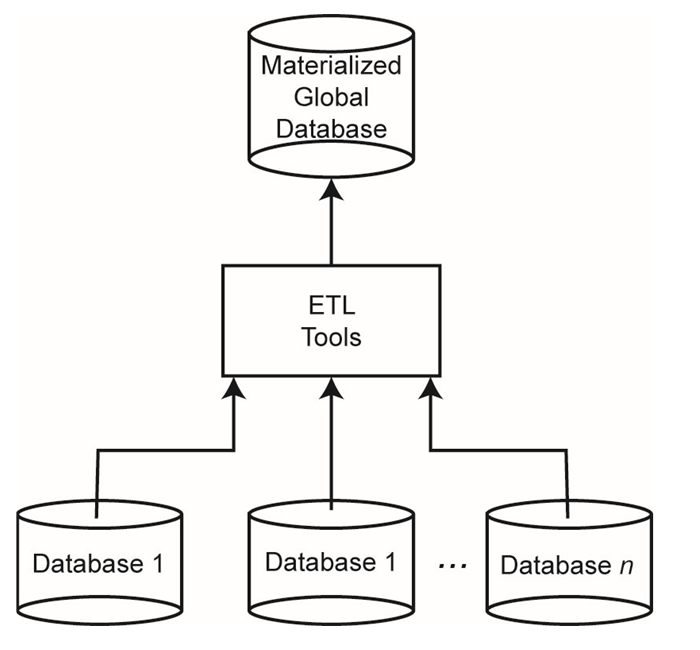 Materialized
Global
Database
ETL
Tools
Database 1
Database 1
...
Database n